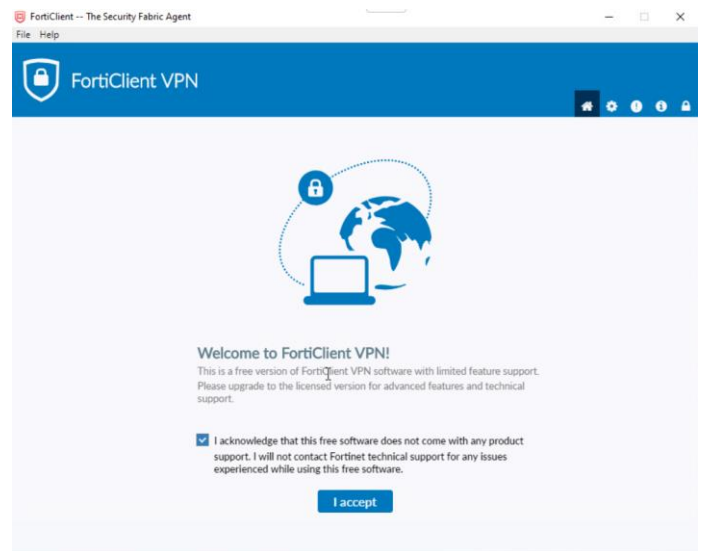 FortiClient -- The Security Fabric Agent
File Help
FortiClient VPN
Welcome to FortiClient VPN!
This is a free version of FortiClient VPN software with limited feature support.
Please upgrade to the licensed version for advanced features and technical
support.
I acknowledge that this free software does not come with any product
support. I will not contact Fortinet technical support for any issues
experienced while using this free software.
I accept